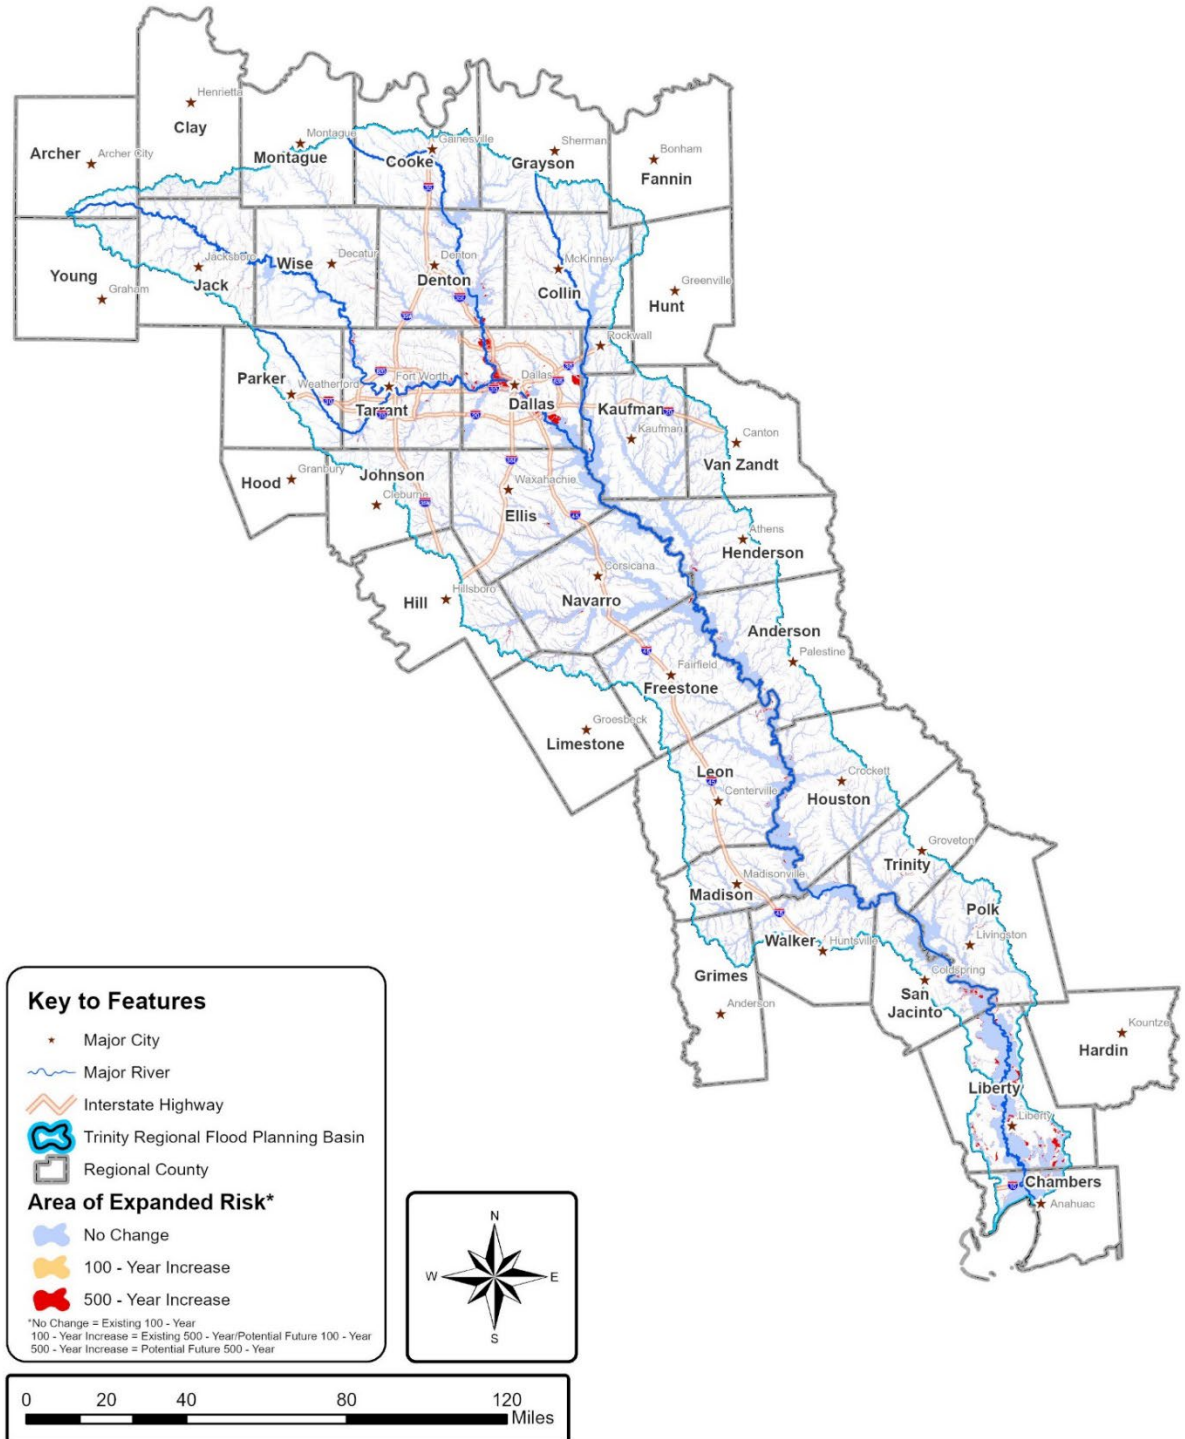 Henrietta
Clay
Archer
Archer City
Montague
Montague
Gainesville
Cooke
Sherman
Grayson
Bonham
Fannin
Young
Graham
Jacksboro
Jack
Wise
Decatur
Denton
Denton
McKinney
Collin
Greenville
Hunt
Rockwall
Parker
Weatherford
Fort Worth
Tarrant
Dallas
Dallas
Kaufman
Kaufman
Canton
Van Zandt
Hood
Granbury
Johnson
Cleburne
Waxahachie
Ellis
Athens
Henderson
Corsicana
Navarro
Hill
Hillsboro
Anderson
Palestine
Fairfield
Freestone
Groesbeck
Limestone
Leon
Centerville
Crockett
Houston
Groveton
Trinity
Madisonville
Madison
Polk
Livingston
Walker
Huntsville
Grimes
Anderson
Coldspring
San
Jacinto
Kountze
Hardin
Liberty
Liberty
Chambers
Anahuac
Key to Features
Major City
Major River
Interstate Highway
Trinity Regional Flood Planning Basin
Regional County
Area of Expanded Risk*
No Change
100 - Year Increase
500 - Year Increase
*No Change = Existing 100 - Year
100 - Year Increase = Existing 500 - Year/Potential Future 100 - Year
500 - Year Increase = Potential Future 500 - Year
N
W E
S
0 20 40 80 120
Miles